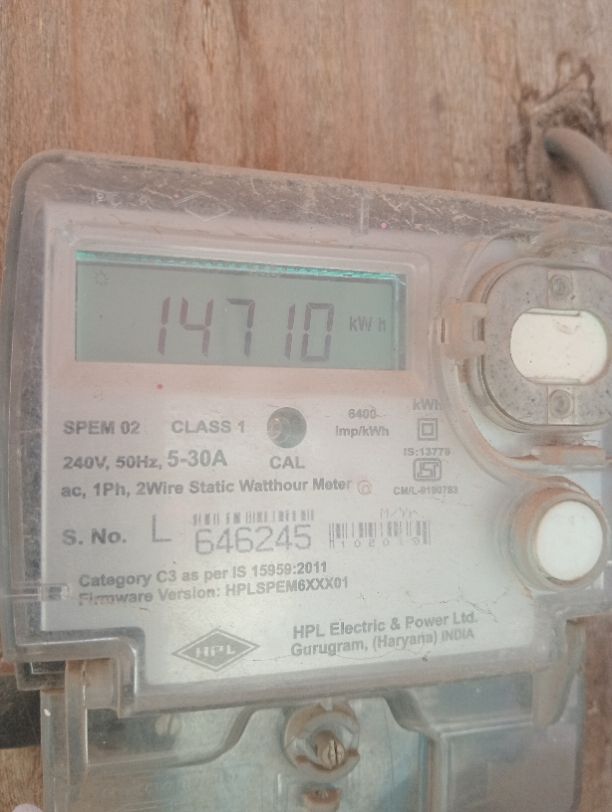 14710 kWh
SPEM 02 CLASS 1 6400 kWh
Imp/kWh
240V, 50Hz, 5-30A CAL IS:13779
ac, 1Ph, 2Wire Static Watthour Meter CM/L-9190783
S. No. L 646245 M/YR
Category C3 as per IS 15959:2011
Firmware Version: HPLSPEM6XXX01
HPL HPL Electric & Power Ltd.
Gurugram, (Haryana) INDIA